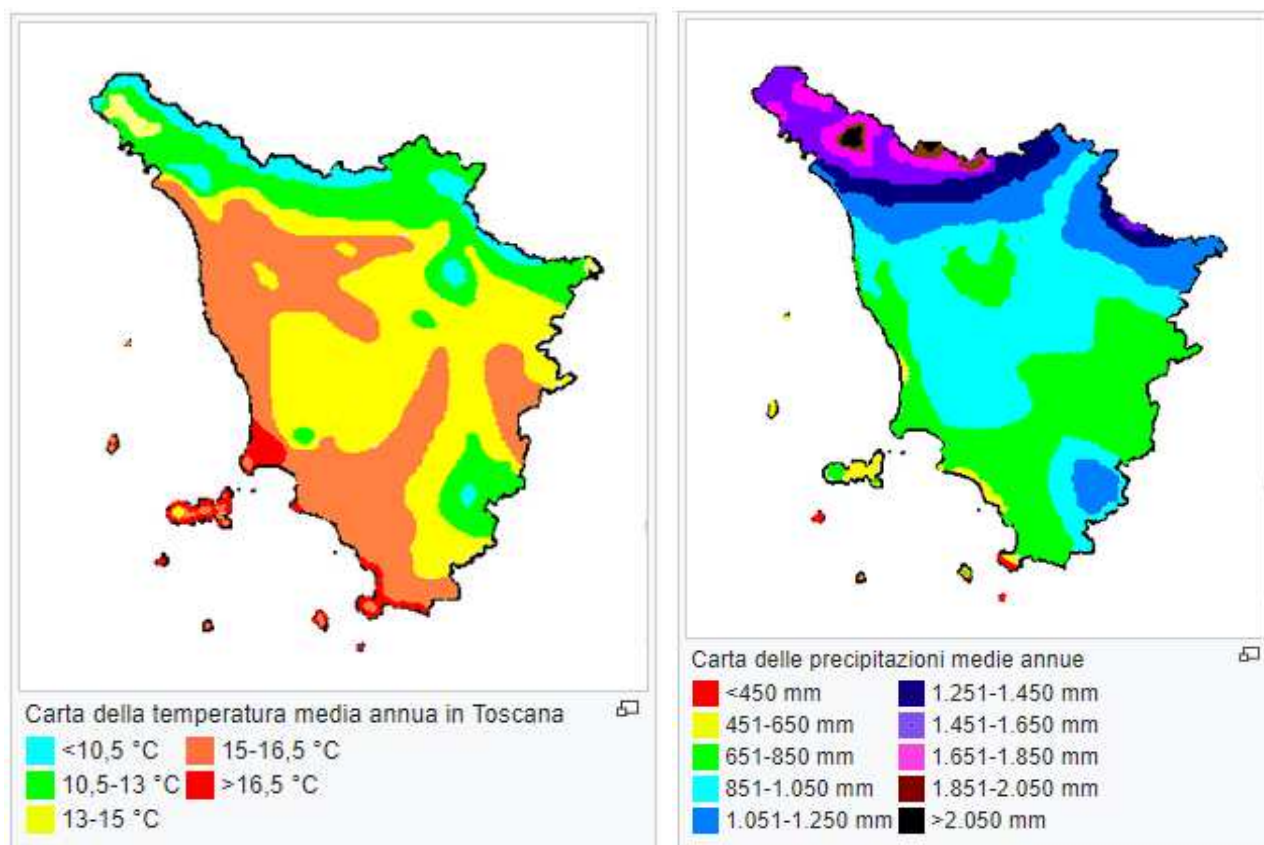 Carta della temperatura media annua in Toscana
<10,5 °C
15-16,5 °C
10,5-13 °C
>16,5 °C
13-15 °C
Carta delle precipitazioni medie annue
<450 mm
1.251-1.450 mm
451-650 mm
1.451-1.650 mm
651-850 mm
1.651-1.850 mm
851-1.050 mm
1.851-2.050 mm
1.051-1.250 mm
>2.050 mm